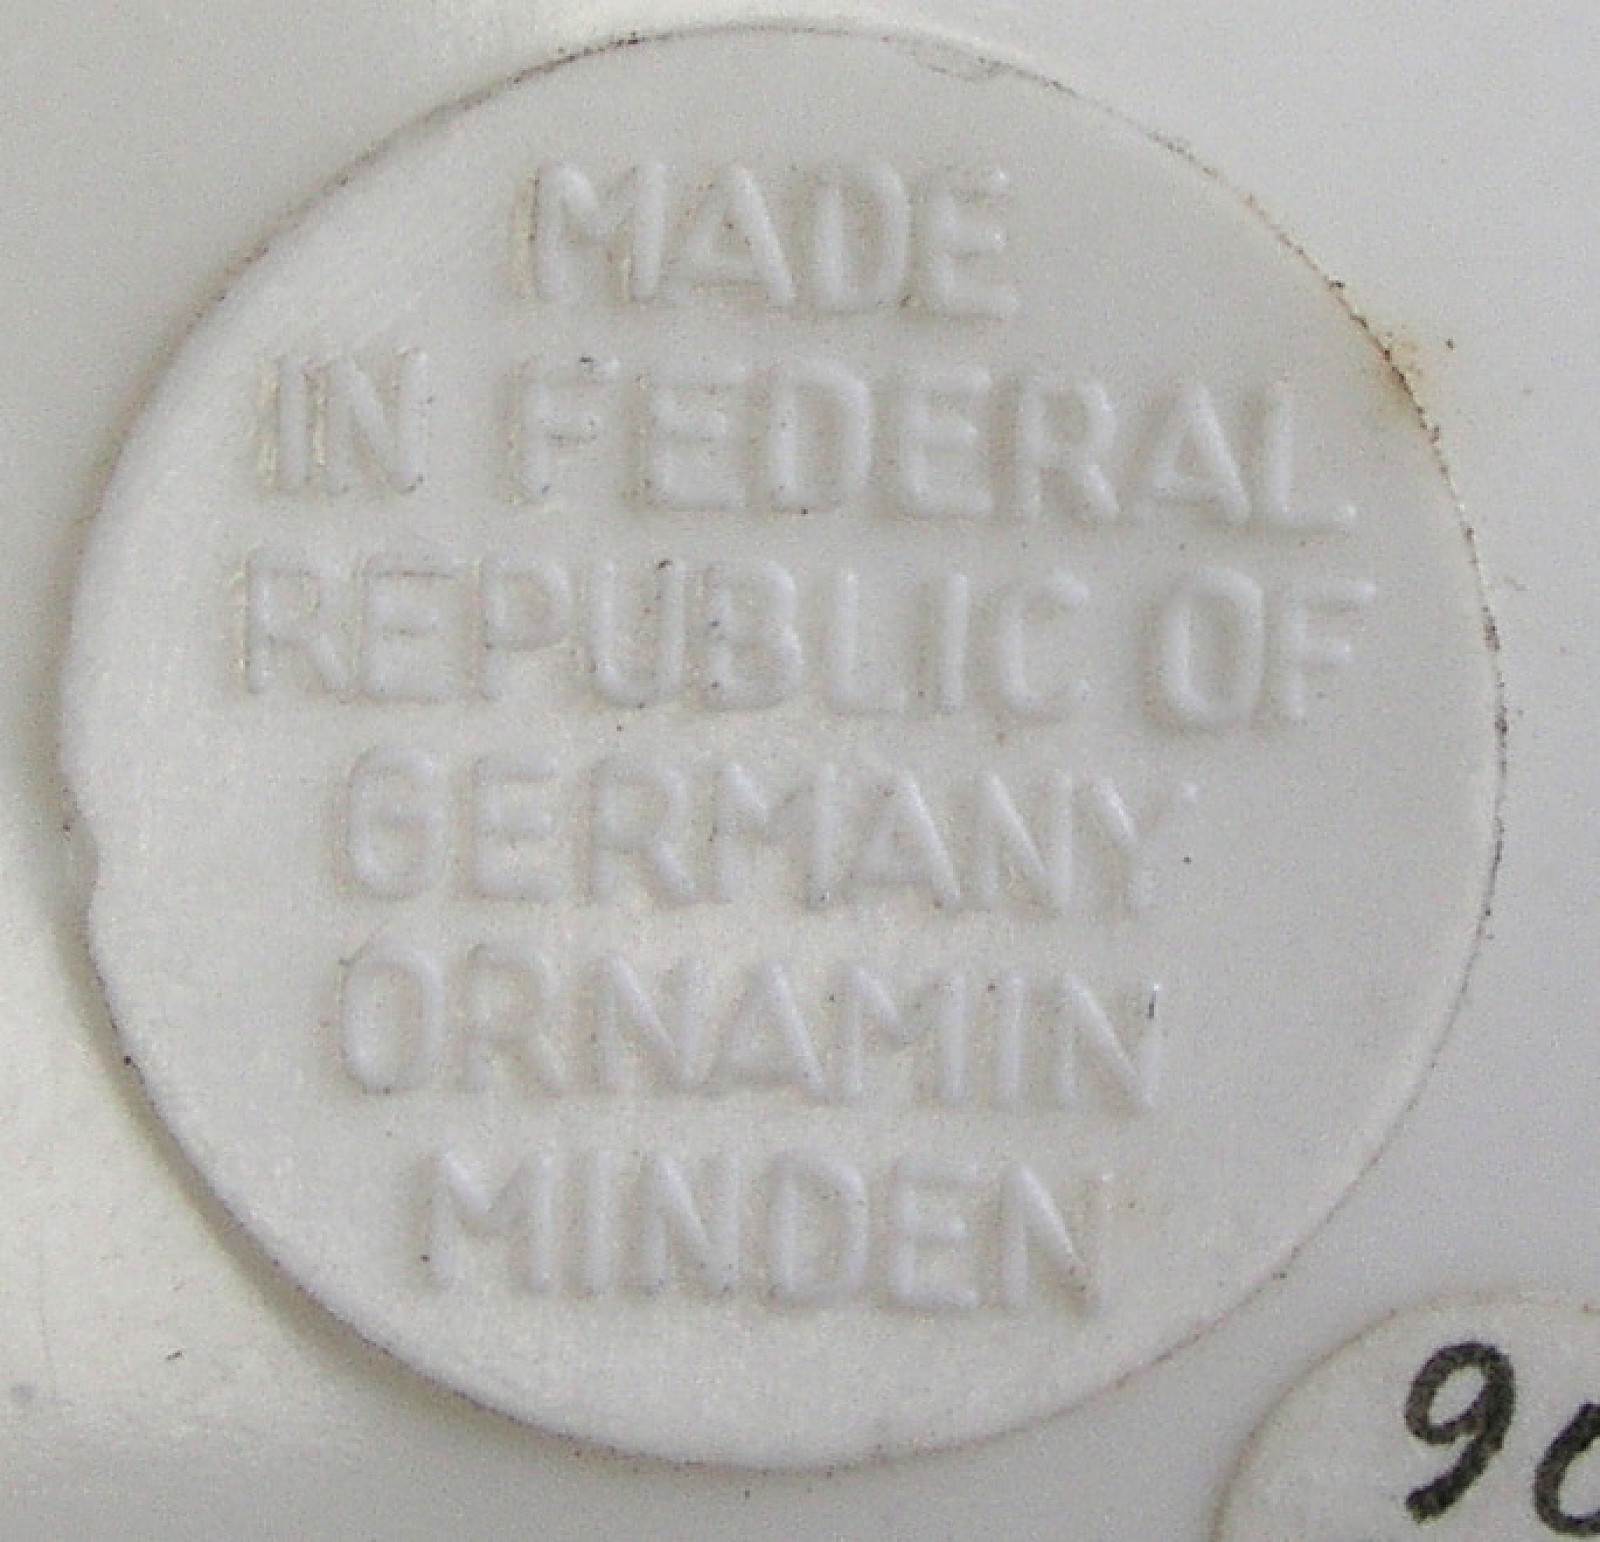 MADE
IN FEDERAL
REPUBLIC OF
GERMANY
ORNAMIN
MINDEN